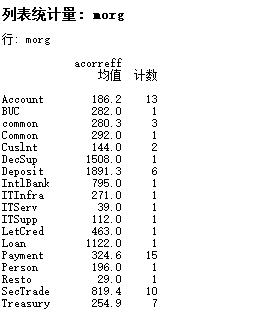 列表统计量: morg
行: morg
acorreff
均值 计数
Account 186.2 13
BUC 282.0 1
common 280.3 3
Common 292.0 1
CusInt 144.0 2
DecSup 1508.0 1
Deposit 1891.3 6
IntlBank 795.0 1
ITInfra 271.0 1
ITServ 39.0 1
ITSupp 112.0 1
LetCred 463.0 1
Loan 1122.0 1
Payment 324.6 15
Person 196.0 1
Resto 29.0 1
SecTrade 819.4 10
Treasury 254.9 7